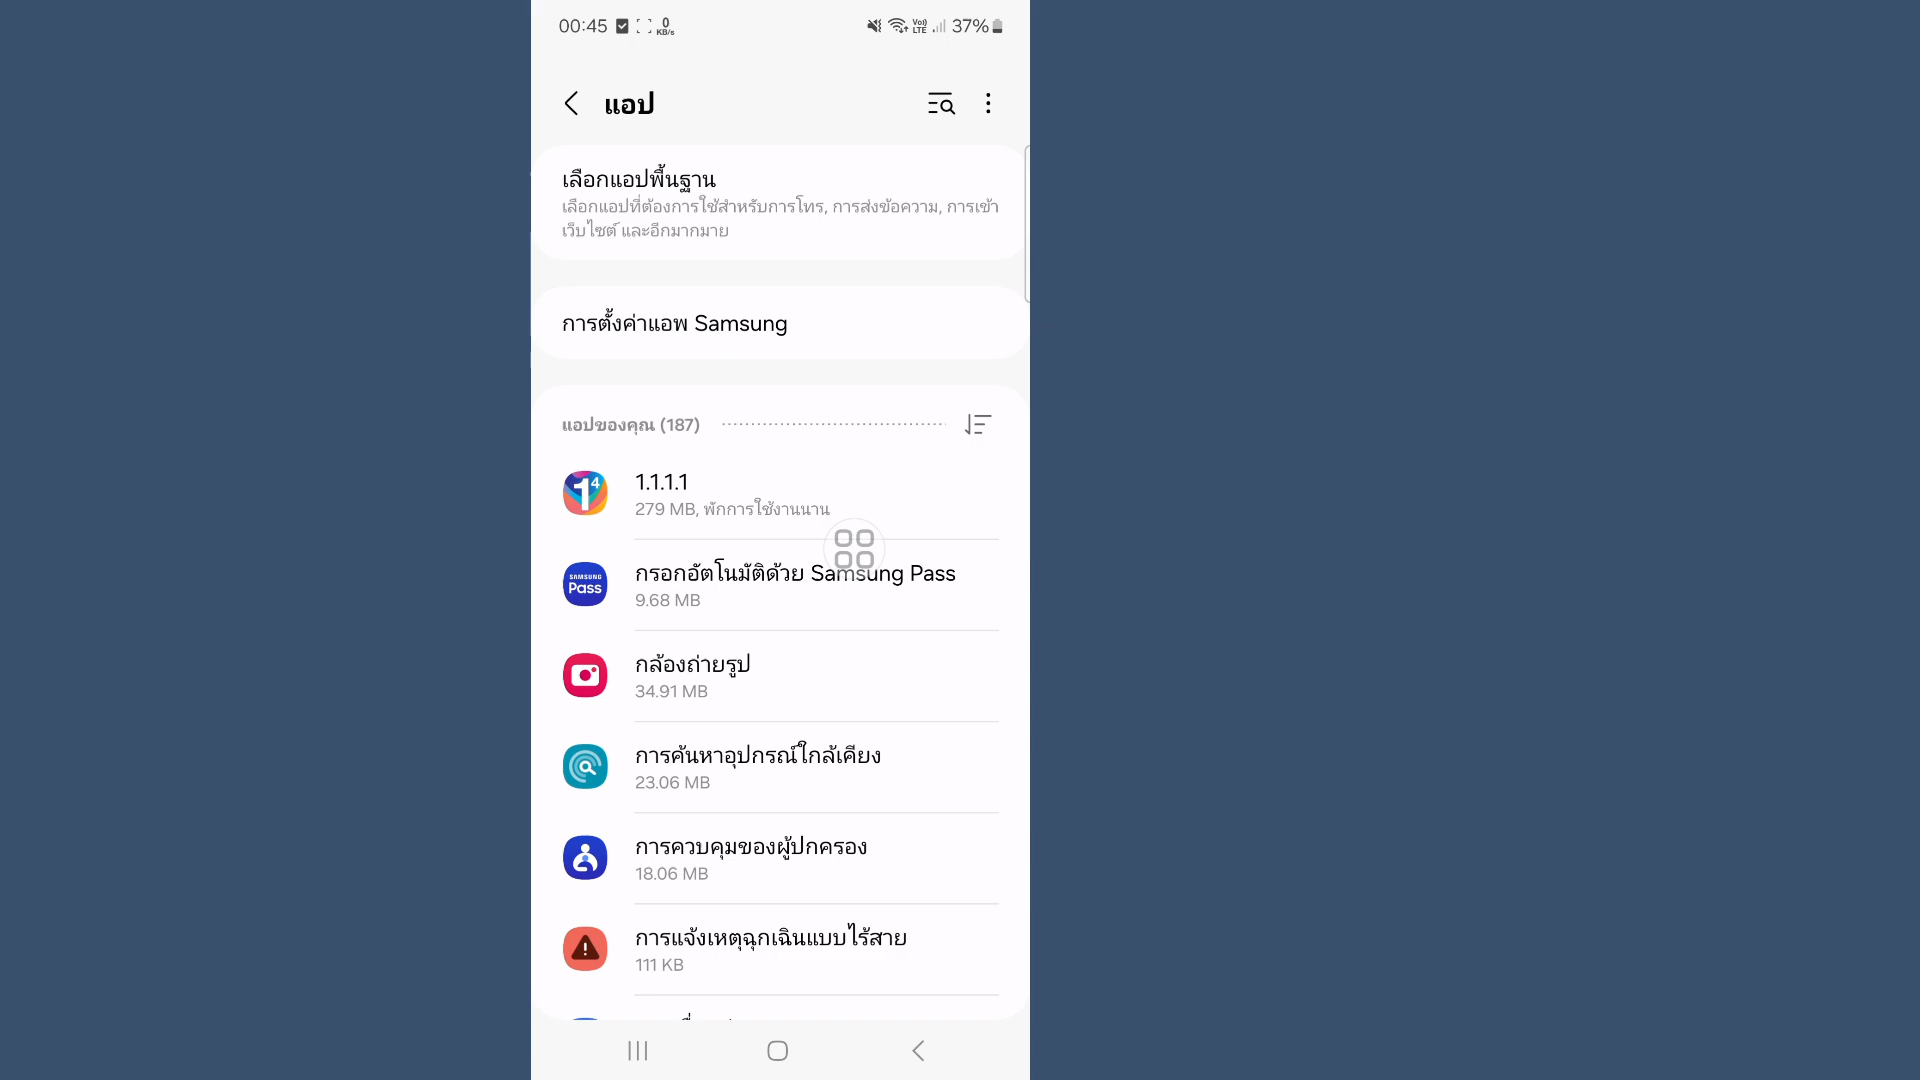 00:45 0 KB/s Vo)) LTE 37%
แอป
เลือกแอปพื้นฐาน
เลือกแอปที่ต้องการใช้สำหรับการโทร, การส่งข้อความ, การเข้า
เว็บไซต์ และอีกมากมาย
การตั้งค่าแอพ Samsung
แอปของคุณ (187)
1.1.1.1
279 MB, พักการใช้งานนาน
กรอกอัตโนมัติด้วย Samsung Pass
9.68 MB
กล้องถ่ายรูป
34.91 MB
การค้นหาอุปกรณ์ใกล้เคียง
23.06 MB
การควบคุมของผู้ปกครอง
18.06 MB
การแจ้งเหตุฉุกเฉินแบบไร้สาย
111 KB